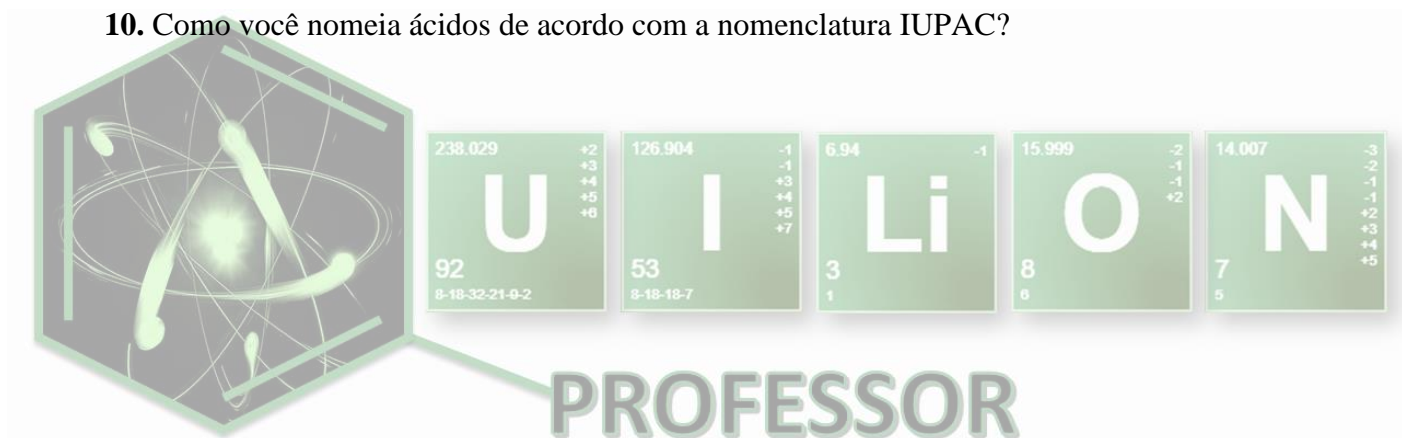 10. Como você nomeia ácidos de acordo com a nomenclatura IUPAC?
238.029 +2 126.904 -1 6.94 -1 15.999 -2 14.007 -3
+3 -1 -1 -2
+4 +3 -1 -1
+5 +4 +2 -1
+6 +5 +2
+7 +3
+4
+5
U I Li O N
92 53 3 8 7
8-18-32-21-9-2 8-18-18-7 1 6 5
PROFESSOR